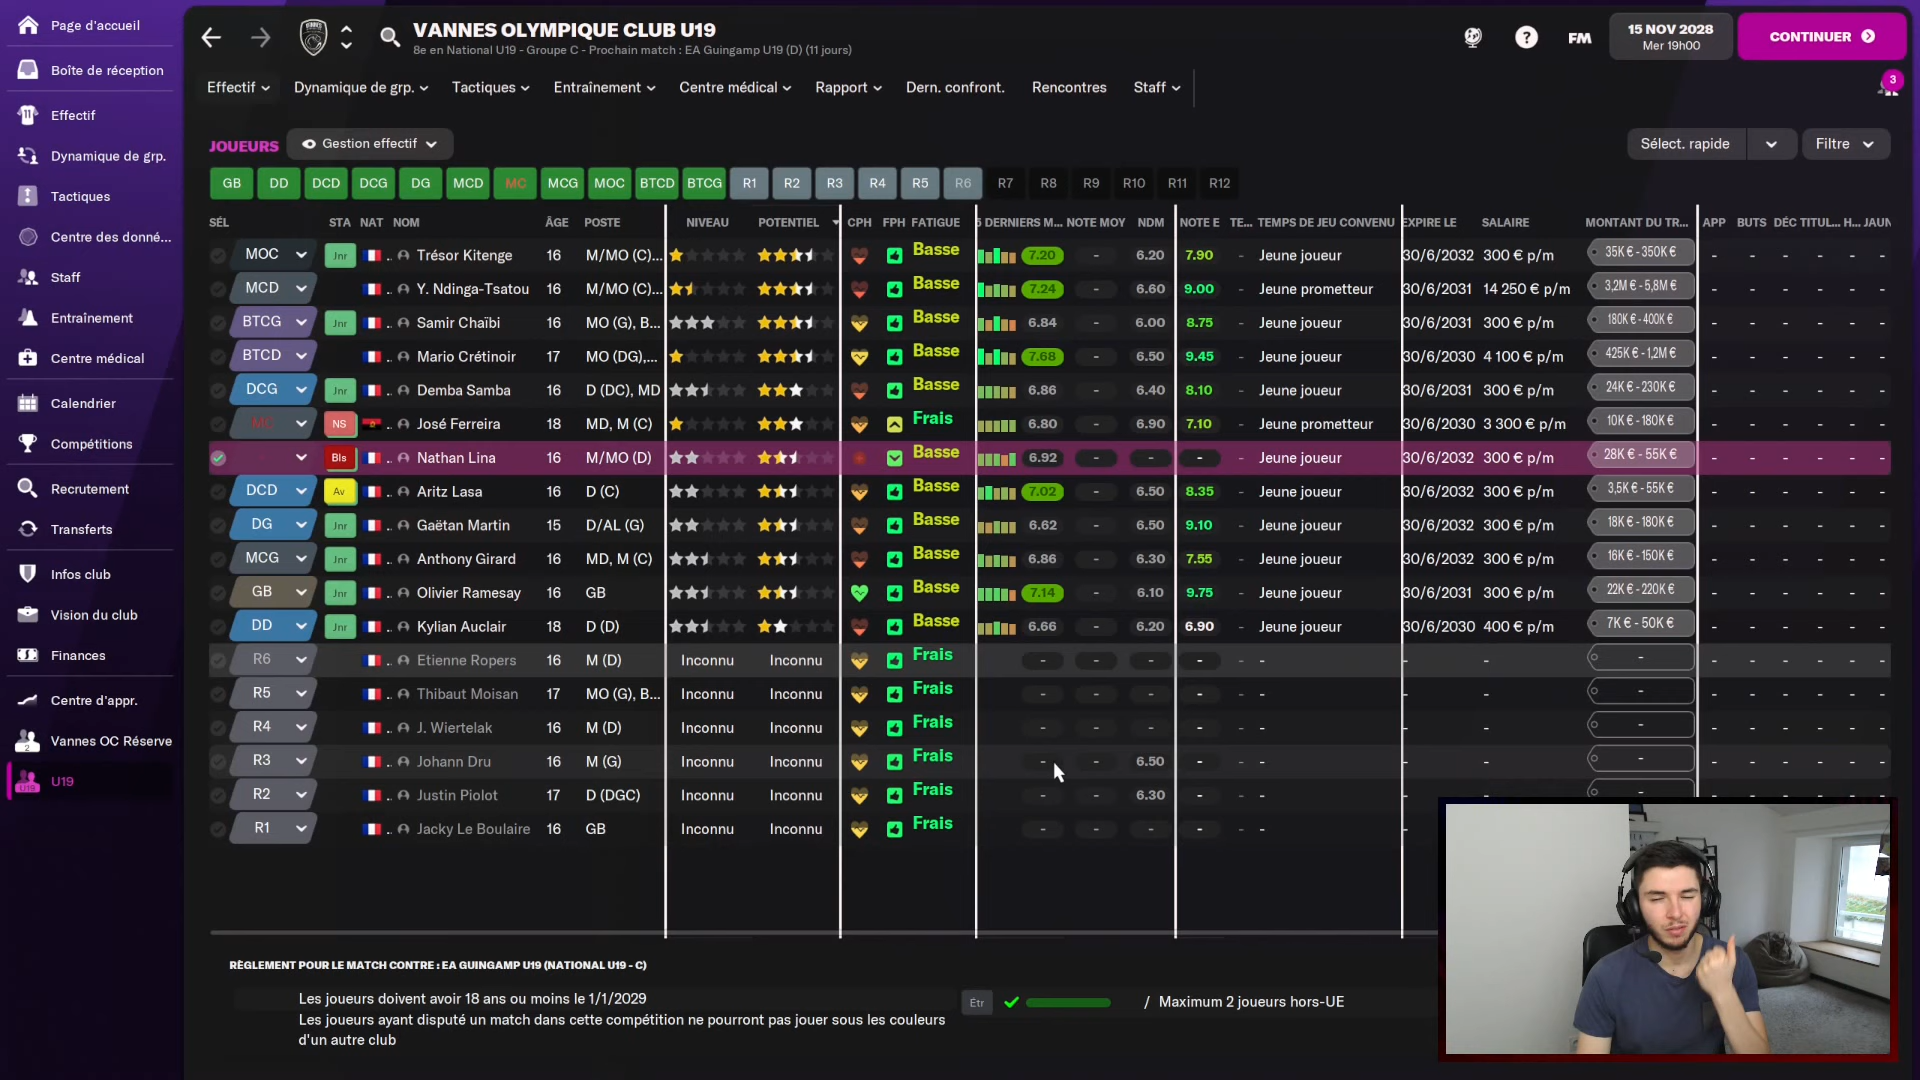 Page d'accueil
Boîte de réception
Effectif
Dynamique de grp.
Tactiques
Centre des donné...
Staff
Entraînement
Centre médical
Calendrier
Compétitions
Recrutement
Transferts
Infos club
Vision du club
Finances
Centre d'appr.
Vannes OC Réserve
U19
VANNES OLYMPIQUE CLUB U19
8e en National U19 - Groupe C - Prochain match : EA Guingamp U19 (D) (11 jours)
FM
15 NOV 2028
Mer 19h00
CONTINUER
3
Effectif Dynamique de grp. Tactiques Entraînement Centre médical Rapport Dern. confront. Rencontres Staff
JOUEURS Gestion effectif Sélect. rapide Filtre
GB DD DCD DCG DG MCD MC MCG MOC BTCD BTCG R1 R2 R3 R4 R5 R6 R7 R8 R9 R10 R11 R12
SÉL STA NAT NOM ÂGE POSTE NIVEAU POTENTIEL CPH FPH FATIGUE 5 DERNIERS M... NOTE MOY NDM NOTE E TE... TEMPS DE JEU CONVENU EXPIRE LE SALAIRE MONTANT DU TR... APP BUTS DÉC TITUL... H... JAUN
MOC Jnr Trésor Kitenge 16 M/MO (C)... Basse 7.20 - 6.20 7.90 - Jeune joueur 30/6/2032 300 € p/m 35K € - 350K € - - - - - -
MCD Y. Ndinga-Tsatou 16 M/MO (C)... Basse 7.24 - 6.60 9.00 - Jeune prometteur 30/6/2031 14 250 € p/m 3,2M € - 5,8M € - - - - - -
BTCG Jnr Samir Chaïbi 16 MO (G), B... Basse 6.84 - 6.00 8.75 - Jeune joueur 30/6/2031 300 € p/m 180K € - 400K € - - - - - -
BTCD Mario Crétinoir 17 MO (DG),... Basse 7.68 - 6.50 9.45 - Jeune joueur 30/6/2030 4 100 € p/m 425K € - 1,2M € - - - - - -
DCG Jnr Demba Samba 16 D (DC), MD Basse 6.86 - 6.40 8.10 - Jeune joueur 30/6/2032 300 € p/m 24K € - 230K € - - - - - -
MC NS José Ferreira 18 MD, M (C) Frais 6.80 - 6.90 7.10 - Jeune prometteur 30/6/2032 3 300 € p/m 10K € - 180K € - - - - - -
Bls Nathan Lina 16 M/MO (D) Basse 6.92 - - - - Jeune joueur 30/6/2032 300 € p/m 28K € - 55K € - - - - - -
DCD Av Aritz Lasa 16 D (C) Basse 7.02 - 6.50 8.35 - Jeune joueur 30/6/2032 300 € p/m 3,5K € - 55K € - - - - - -
DG Jnr Gaëtan Martin 15 D/AL (G) Basse 6.62 - 6.50 9.10 - Jeune joueur 30/6/2032 300 € p/m 18K € - 180K € - - - - - -
MCG Jnr Anthony Girard 16 MD, M (C) Basse 6.86 - 6.30 7.55 - Jeune joueur 30/6/2032 300 € p/m 16K € - 150K € - - - - - -
GB Jnr Olivier Ramesay 16 GB Basse 7.14 - 6.10 9.75 - Jeune joueur 30/6/2031 300 € p/m 22K € - 220K € - - - - - -
DD Jnr Kylian Auclair 18 D (D) Basse 6.66 - 6.20 6.90 - Jeune joueur 30/6/2030 400 € p/m 7K € - 50K € - - - - - -
R6 Etienne Ropers 16 M (D) Inconnu Inconnu Frais - - - - - - - - - - - - - - -
R5 Thibaut Moisan 17 MO (G), B... Inconnu Inconnu Frais - - - - - - - - - - - - - - -
R4 J. Wiertelak 16 M (D) Inconnu Inconnu Frais - - - - - - - - - - - - - - -
R3 Johann Dru 16 M (G) Inconnu Inconnu Frais - - 6.50 - - - - - - - - - - - -
R2 Justin Piolot 17 D (DGC) Inconnu Inconnu Frais - - 6.30 - - - - - - - - - - - -
R1 Jacky Le Boulaire 16 GB Inconnu Inconnu Frais - - - - - - -
RÈGLEMENT POUR LE MATCH CONTRE : EA GUINGAMP U19 (NATIONAL U19 - C)
Les joueurs doivent avoir 18 ans ou moins le 1/1/2029
Les joueurs ayant disputé un match dans cette compétition ne pourront pas jouer sous les couleurs
d'un autre club
Etr / Maximum 2 joueurs hors-UE